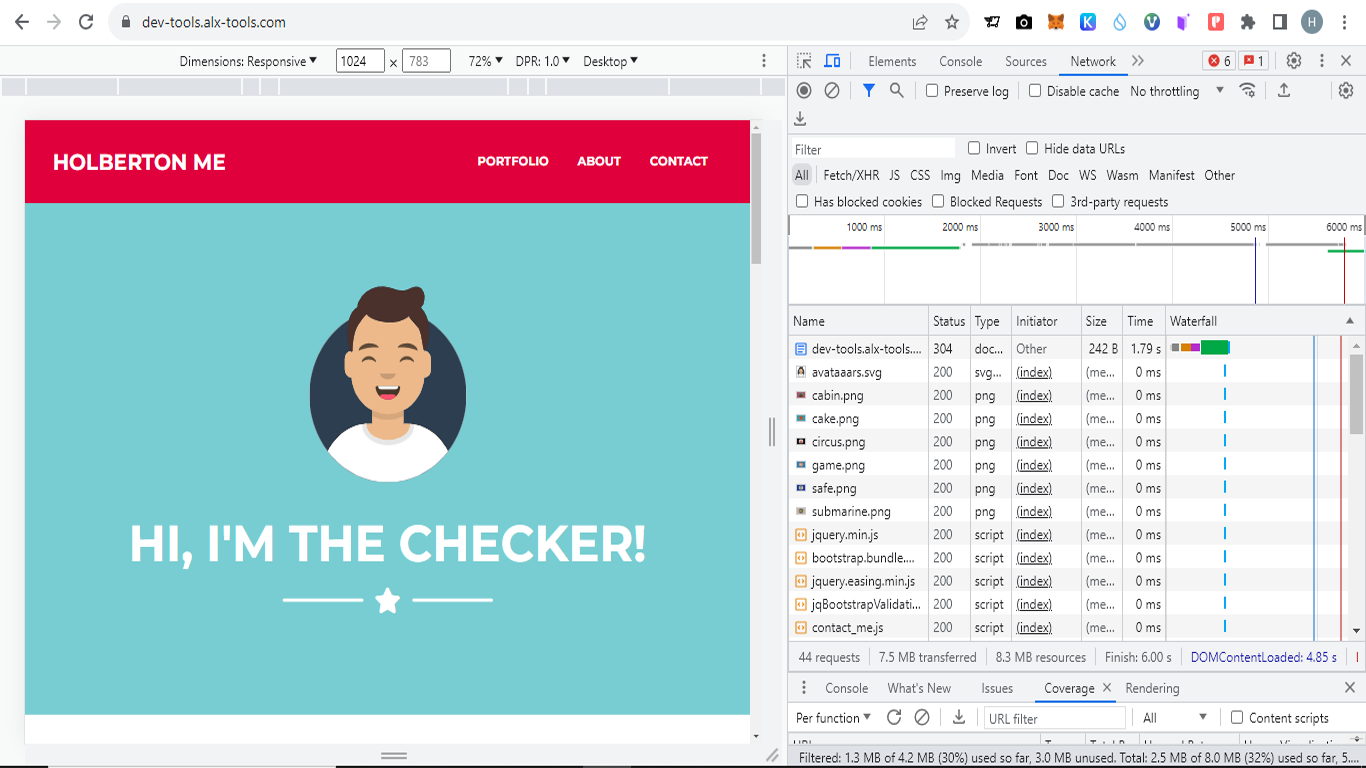 dev-tools.alx-tools.com
H
Dimensions: Responsive 1024 x 783 72% DPR: 1.0 Desktop
Elements Console Sources Network 6 1
Preserve log Disable cache No throttling
Filter Invert Hide data URLs
All Fetch/XHR JS CSS Img Media Font Doc WS Wasm Manifest Other
Has blocked cookies Blocked Requests 3rd-party requests
1000 ms 2000 ms 3000 ms 4000 ms 5000 ms 6000 ms
Name Status Type Initiator Size Time Waterfall
dev-tools.alx-tools.... 304 doc... Other 242 B 1.79 s
avataaars.svg 200 svg... (index) (me... 0 ms
cabin.png 200 png (index) (me... 0 ms
cake.png 200 png (index) (me... 0 ms
circus.png 200 png (index) (me... 0 ms
game.png 200 png (index) (me... 0 ms
safe.png 200 png (index) (me... 0 ms
submarine.png 200 png (index) (me... 0 ms
jquery.min.js 200 script (index) (me... 0 ms
bootstrap.bundle.... 200 script (index) (me... 0 ms
jquery.easing.min.js 200 script (index) (me... 0 ms
jqBootstrapValidati... 200 script (index) (me... 0 ms
contact_me.js 200 script (index) (me... 0 ms
44 requests 7.5 MB transferred 8.3 MB resources Finish: 6.00 s DOMContentLoaded: 4.85 s
Console What's New Issues Coverage Rendering
Per function URL filter All Content scripts
Filtered: 1.3 MB of 4.2 MB (30%) used so far, 3.0 MB unused. Total: 2.5 MB of 8.0 MB (32%) used so far, 5....
HOLBERTON ME PORTFOLIO ABOUT CONTACT
HI, I'M THE CHECKER!